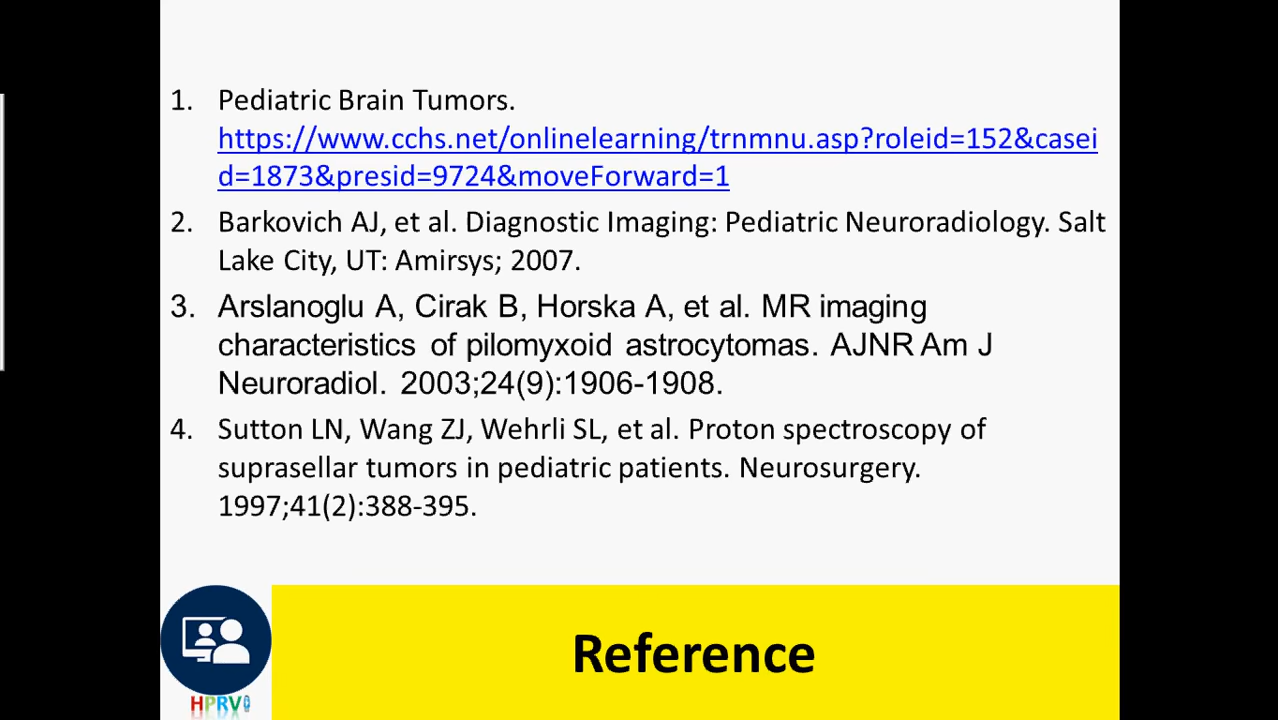 1. Pediatric Brain Tumors.
https://www.cchs.net/onlinelearning/trnmnu.asp?roleid=152&casei
d=1873&presid=9724&moveForward=1
2. Barkovich AJ, et al. Diagnostic Imaging: Pediatric Neuroradiology. Salt
Lake City, UT: Amirsys; 2007.
3. Arslanoglu A, Cirak B, Horska A, et al. MR imaging
characteristics of pilomyxoid astrocytomas. AJNR Am J
Neuroradiol. 2003;24(9):1906-1908.
4. Sutton LN, Wang ZJ, Wehrli SL, et al. Proton spectroscopy of
suprasellar tumors in pediatric patients. Neurosurgery.
1997;41(2):388-395.
Reference
HPRV